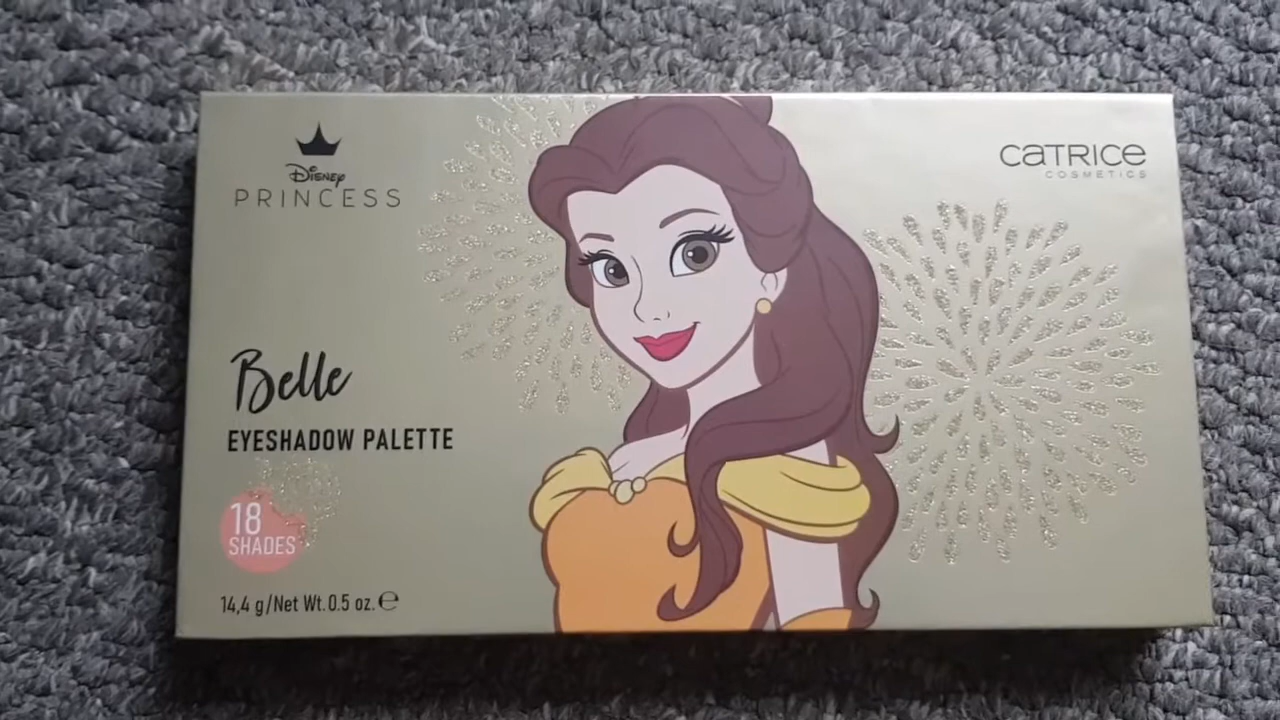 Disney
PRINCESS
CATRICE
COSMETICS
Belle
EYESHADOW PALETTE
18
SHADES
14,4 g/Net Wt. 0.5 oz. ℮